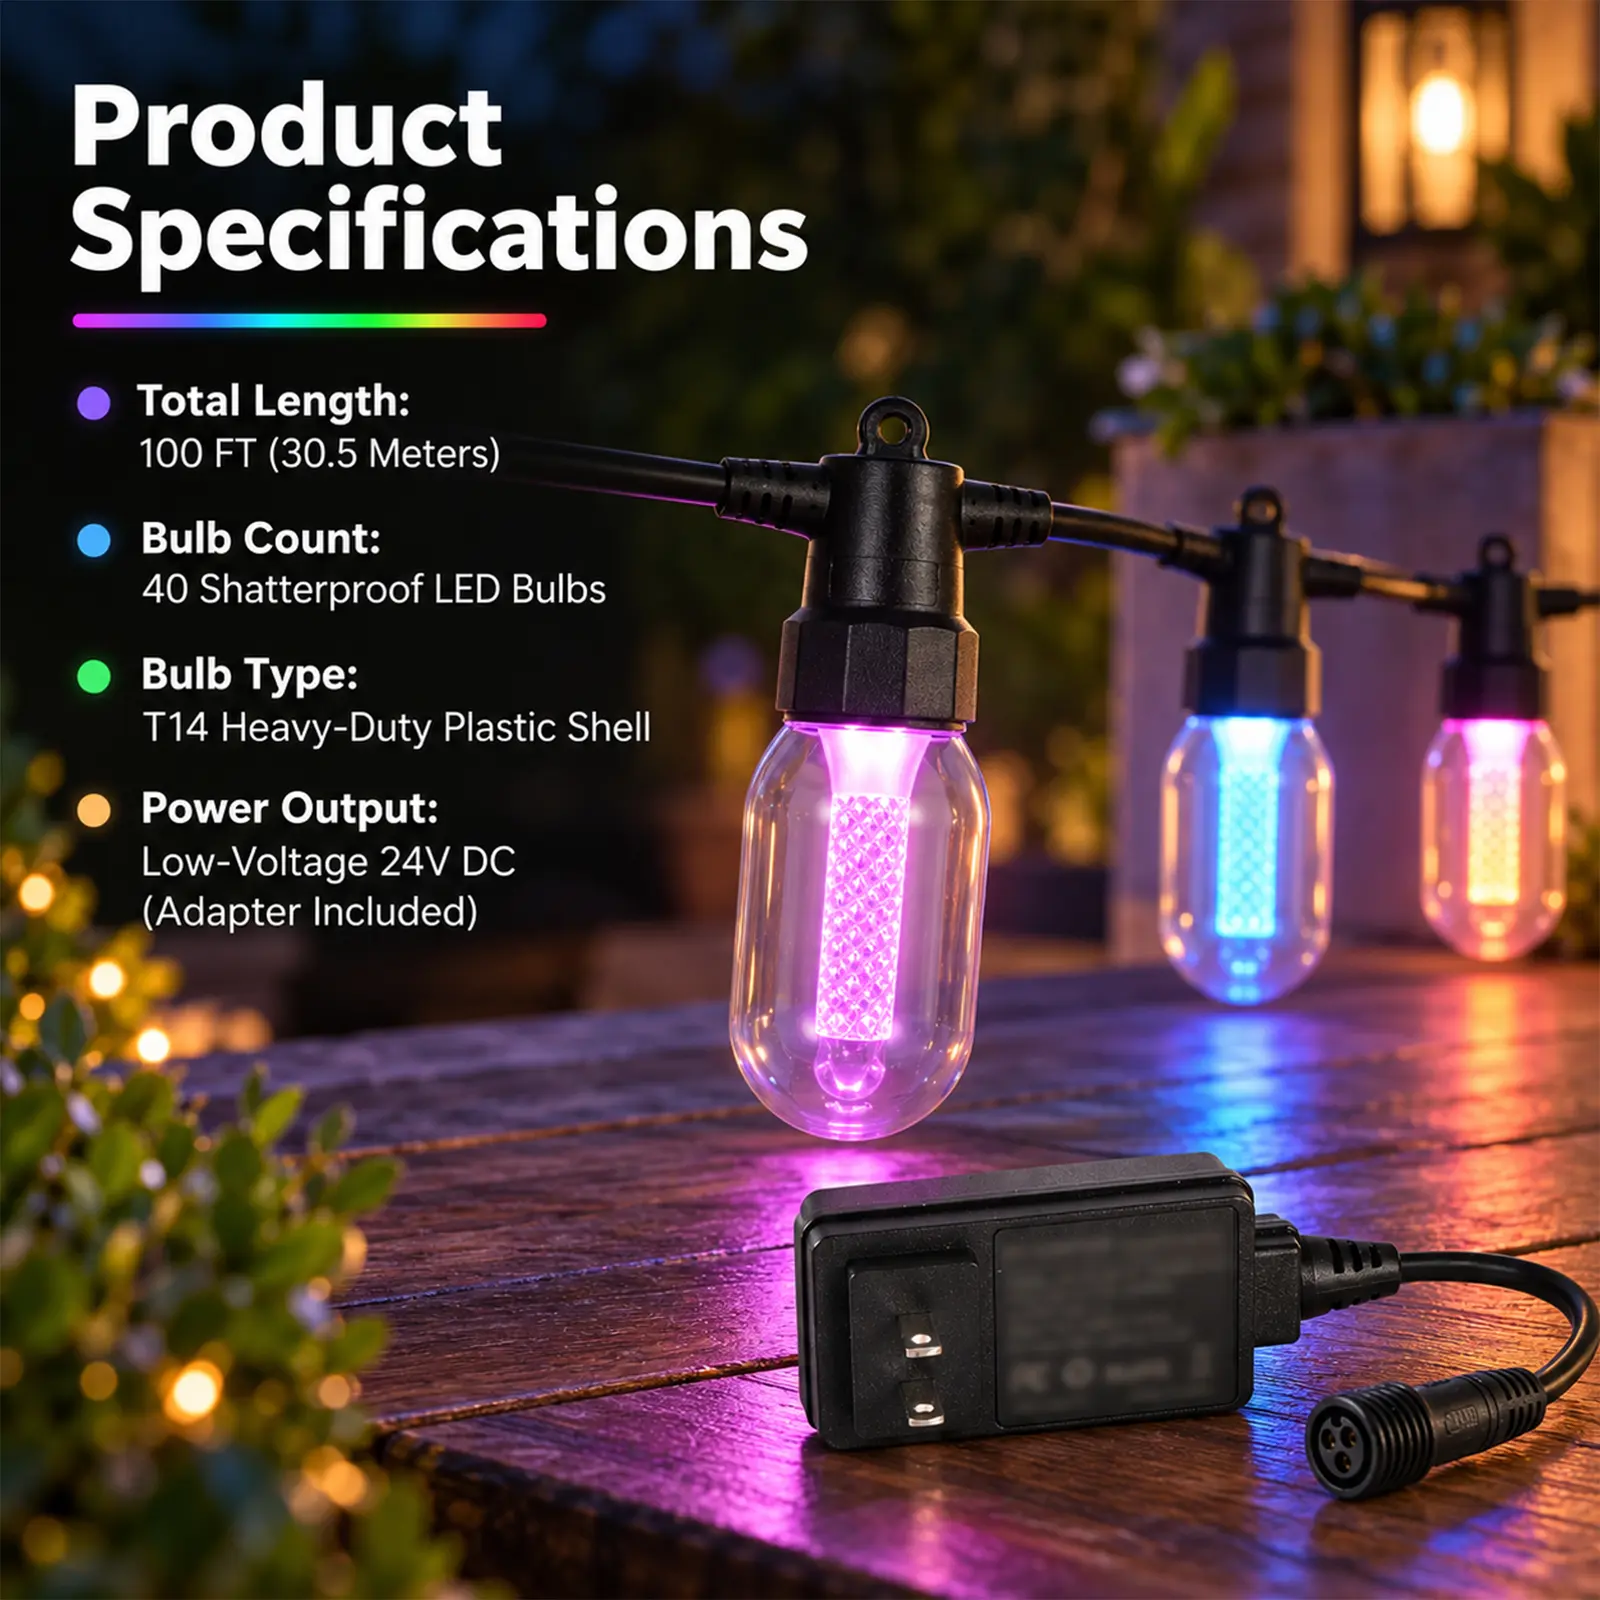 Product
Specifications
Total Length:
100 FT (30.5 Meters)
Bulb Count:
40 Shatterproof LED Bulbs
Bulb Type:
T14 Heavy-Duty Plastic Shell
Power Output:
Low-Voltage 24V DC
(Adapter Included)